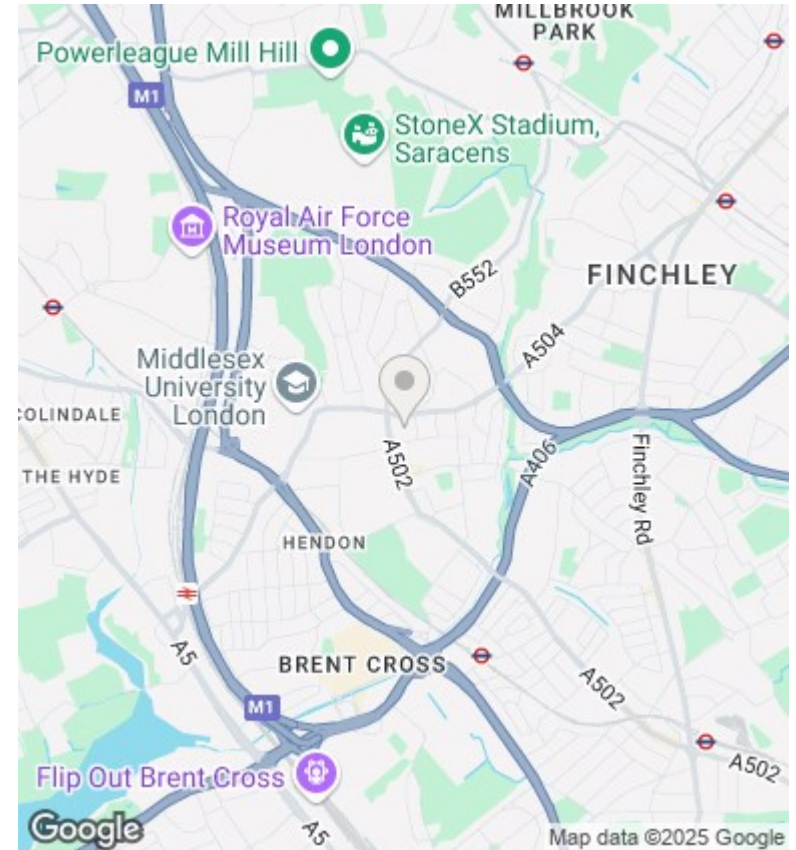 MILLBROOK
PARK
Powerleague Mill Hill
M1
StoneX Stadium,
Saracens
Royal Air Force
Museum London
B552
FINCHLEY
A504
Middlesex
University
London
COLINDALE
A502
THE HYDE
A406
Finchley Rd
HENDON
A5
BRENT CROSS
A502
M1
Flip Out Brent Cross
A502
A5
Google
Map data ©2025 Google